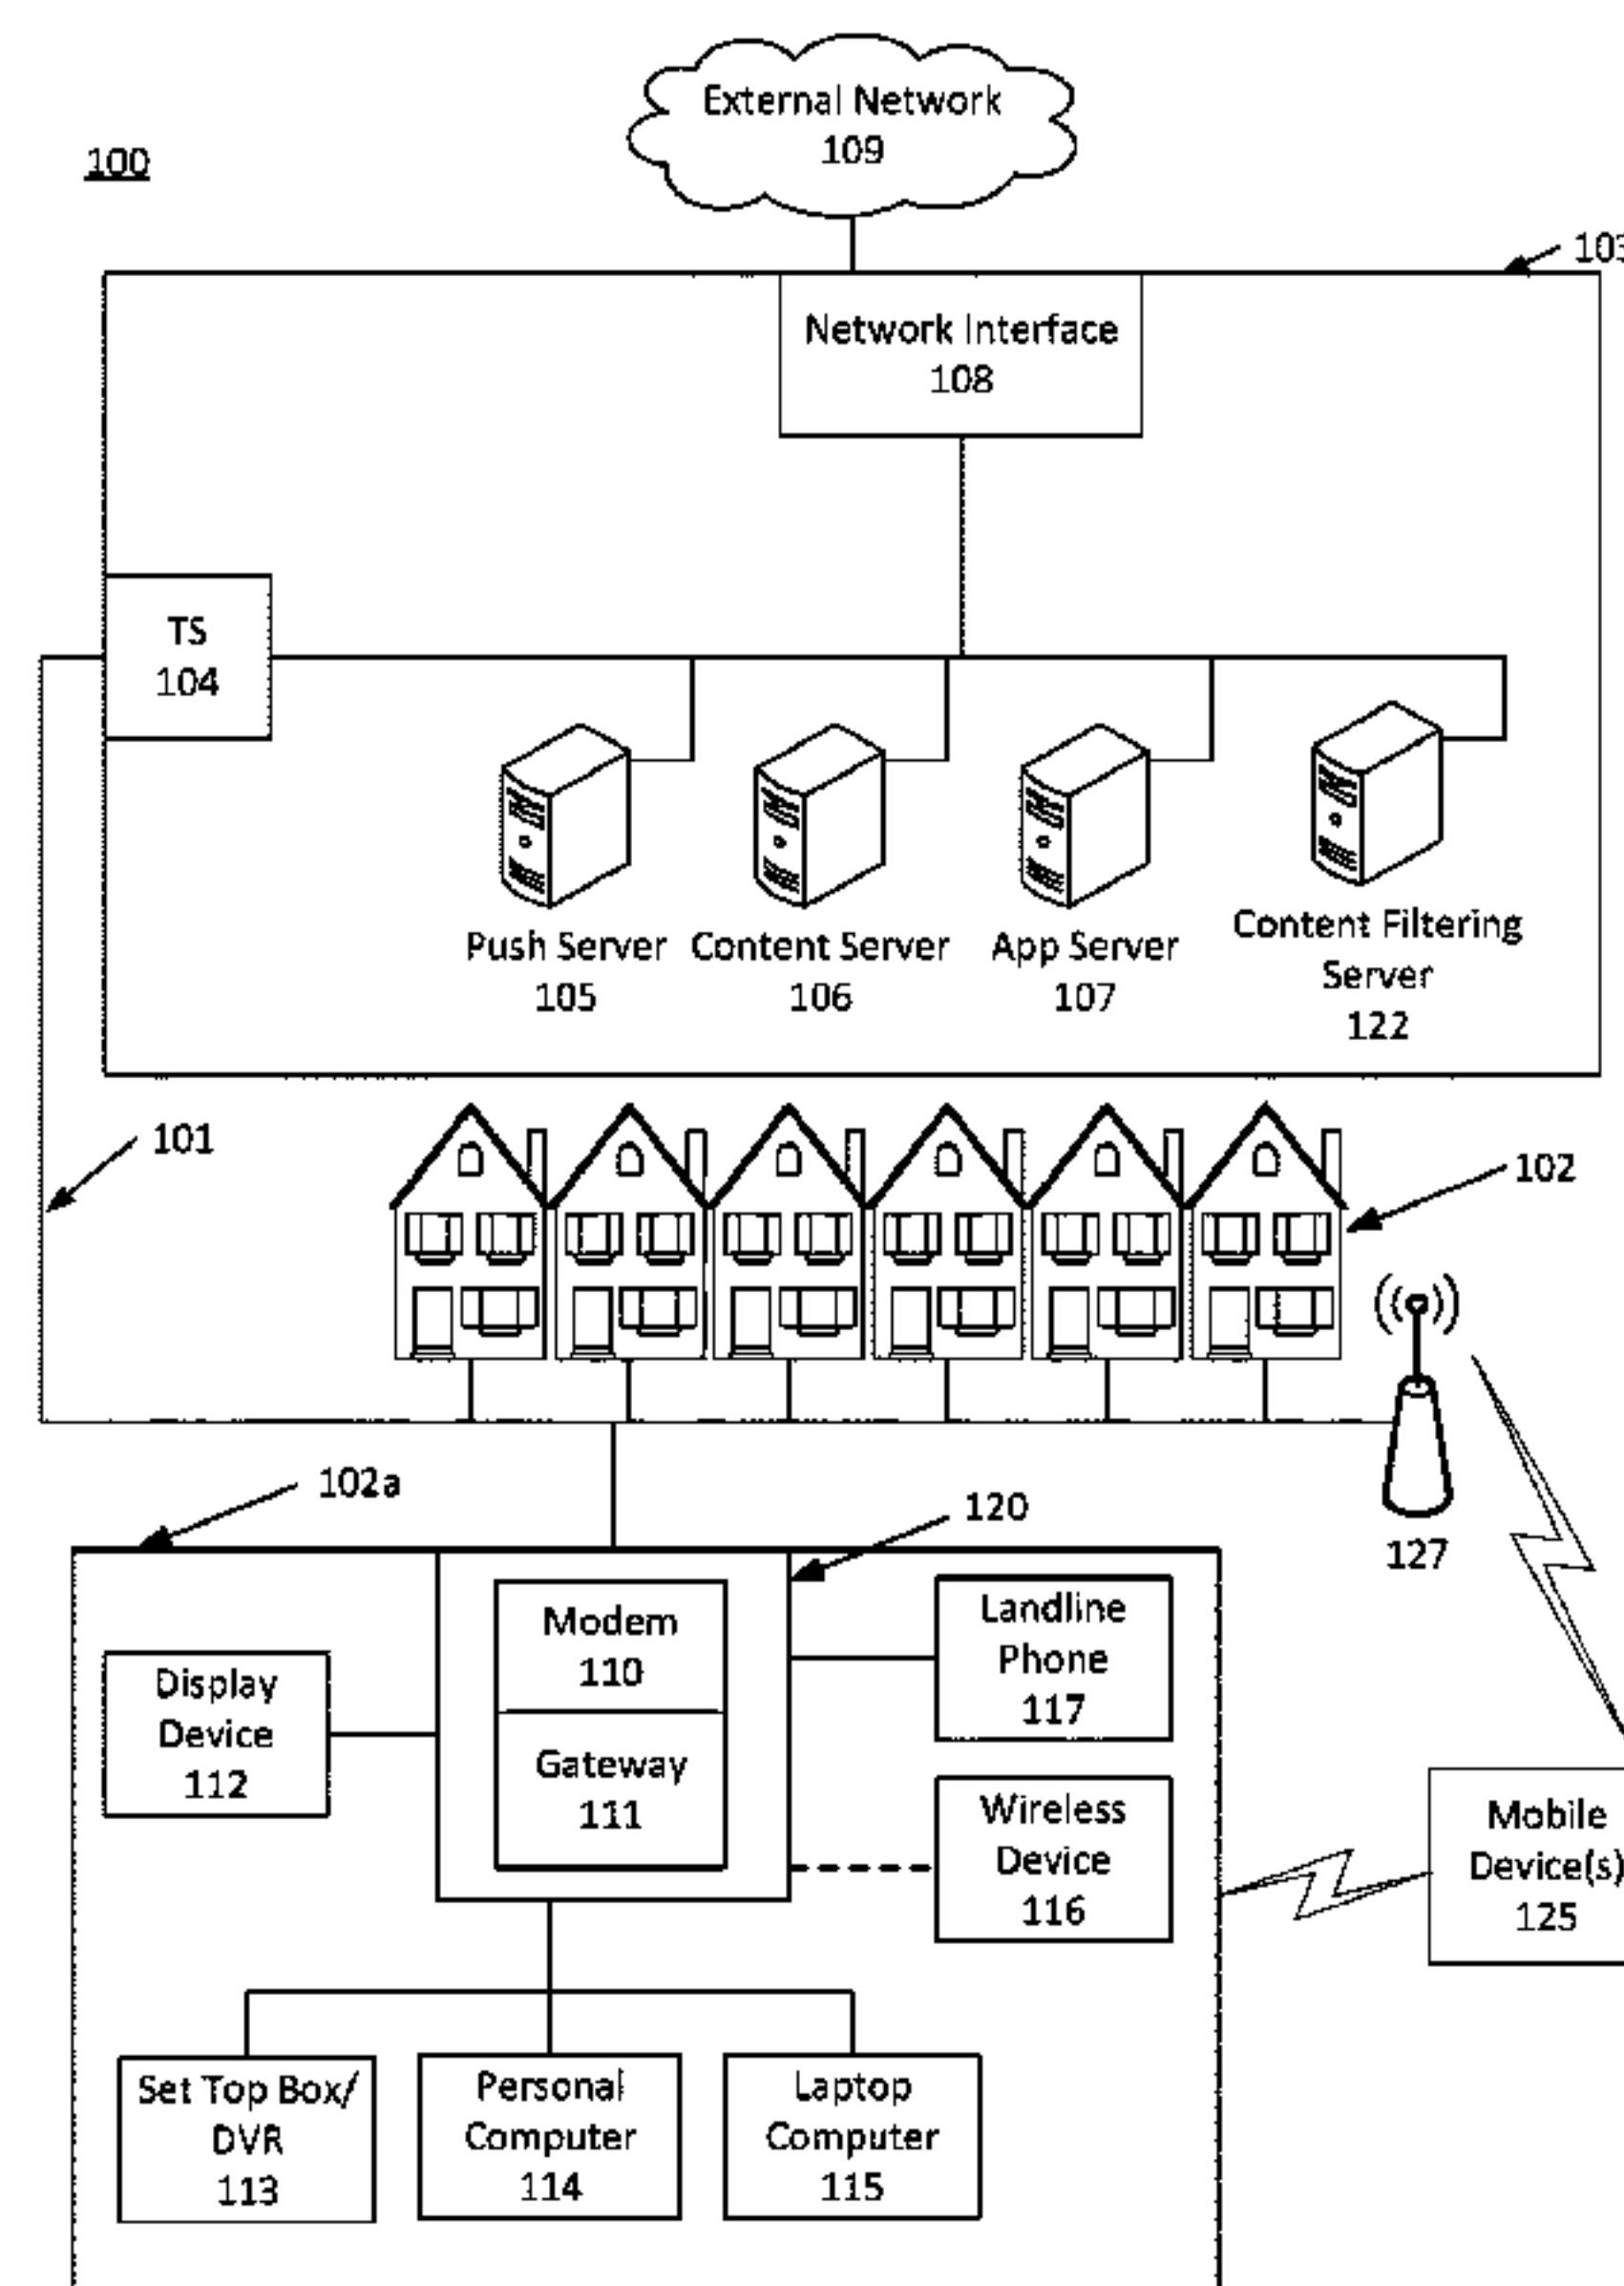 External Network
109
100
103
Network Interface
108
TS
104
Push Server
105
Content Server
106
App Server
107
Content Filtering
Server
122
101
102
102a
120
127
Modem
110
Gateway
111
Landline
Phone
117
Display
Device
112
Wireless
Device
116
Mobile
Device(s)
125
Set Top Box/
DVR
113
Personal
Computer
114
Laptop
Computer
115